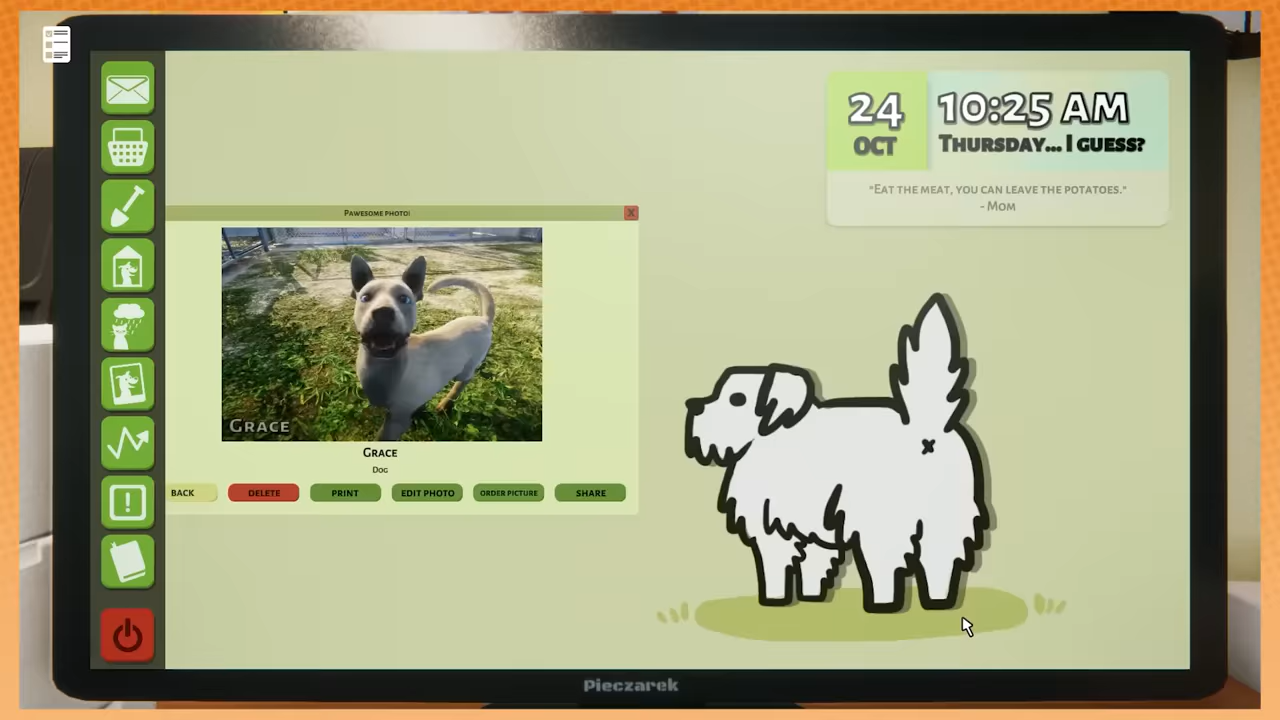 24
OCT
10:25 AM
THURSDAY... I GUESS?
"EAT THE MEAT, YOU CAN LEAVE THE POTATOES."
- MOM
PAWESOME PHOTO!
X
GRACE
GRACE
DOG
BACK
DELETE
PRINT
EDIT PHOTO
ORDER PICTURE
SHARE
Pieczarek